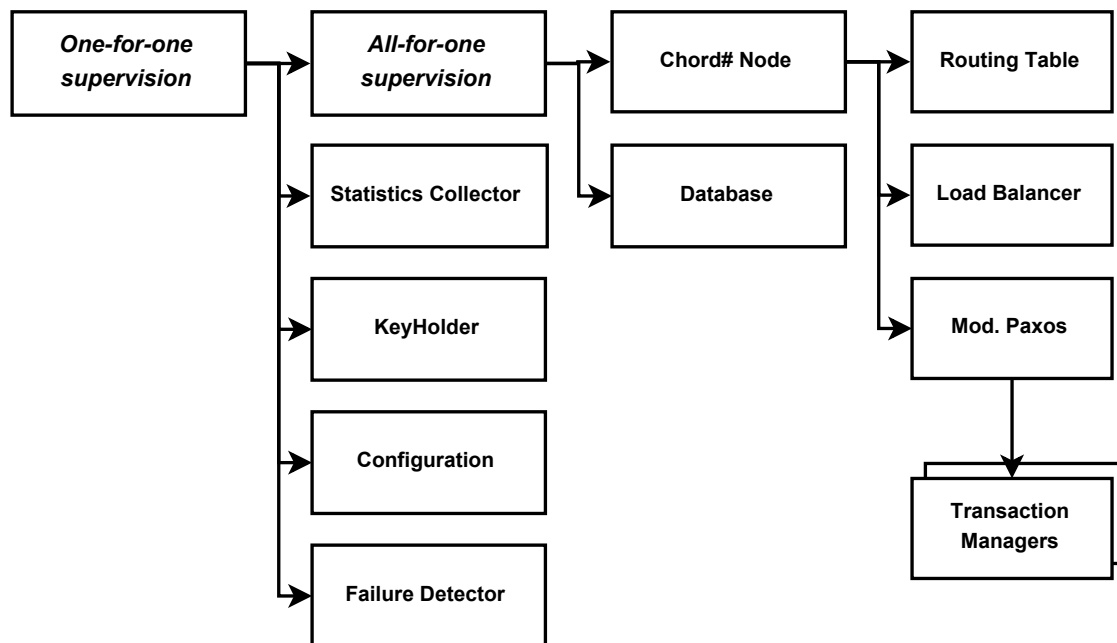 One-for-one
supervision
All-for-one
supervision
Chord# Node
Routing Table
Statistics Collector
Database
Load Balancer
KeyHolder
Mod. Paxos
Configuration
Transaction
Managers
Failure Detector